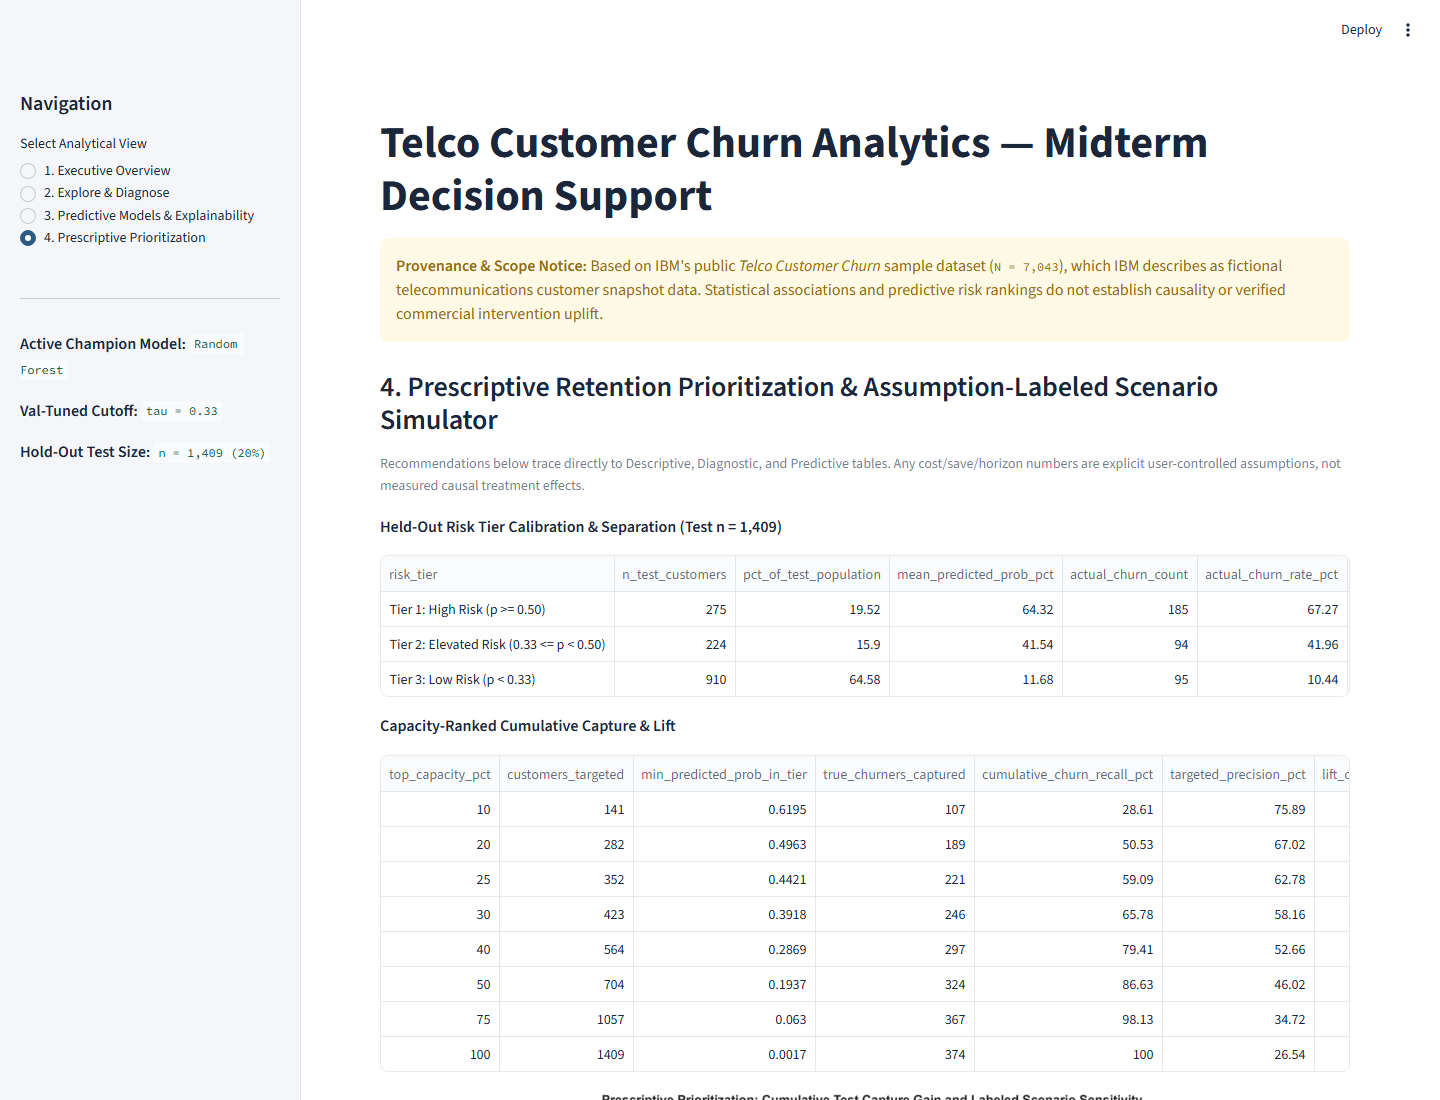 Deploy
Navigation
Select Analytical View
1. Executive Overview
2. Explore & Diagnose
3. Predictive Models & Explainability
4. Prescriptive Prioritization
Active Champion Model: Random
Forest
Val-Tuned Cutoff: tau = 0.33
Hold-Out Test Size: n = 1,409 (20%)
Telco Customer Churn Analytics — Midterm
Decision Support
Provenance & Scope Notice: Based on IBM's public Telco Customer Churn sample dataset (N = 7,043), which IBM describes as fictional
telecommunications customer snapshot data. Statistical associations and predictive risk rankings do not establish causality or verified
commercial intervention uplift.
4. Prescriptive Retention Prioritization & Assumption-Labeled Scenario
Simulator
Recommendations below trace directly to Descriptive, Diagnostic, and Predictive tables. Any cost/save/horizon numbers are explicit user-controlled assumptions, not
measured causal treatment effects.
Held-Out Risk Tier Calibration & Separation (Test n = 1,409)
risk_tier n_test_customers pct_of_test_population mean_predicted_prob_pct actual_churn_count actual_churn_rate_pct
Tier 1: High Risk (p >= 0.50) 275 19.52 64.32 185 67.27
Tier 2: Elevated Risk (0.33 <= p < 0.50) 224 15.9 41.54 94 41.96
Tier 3: Low Risk (p < 0.33) 910 64.58 11.68 95 10.44
Capacity-Ranked Cumulative Capture & Lift
top_capacity_pct customers_targeted min_predicted_prob_in_tier true_churners_captured cumulative_churn_recall_pct targeted_precision_pct lift_c
10 141 0.6195 107 28.61 75.89
20 282 0.4963 189 50.53 67.02
25 352 0.4421 221 59.09 62.78
30 423 0.3918 246 65.78 58.16
40 564 0.2869 297 79.41 52.66
50 704 0.1937 324 86.63 46.02
75 1057 0.063 367 98.13 34.72
100 1409 0.0017 374 100 26.54
Prescriptive Prioritization: Cumulative Test Capture Gain and Labeled Scenario Sensitivity